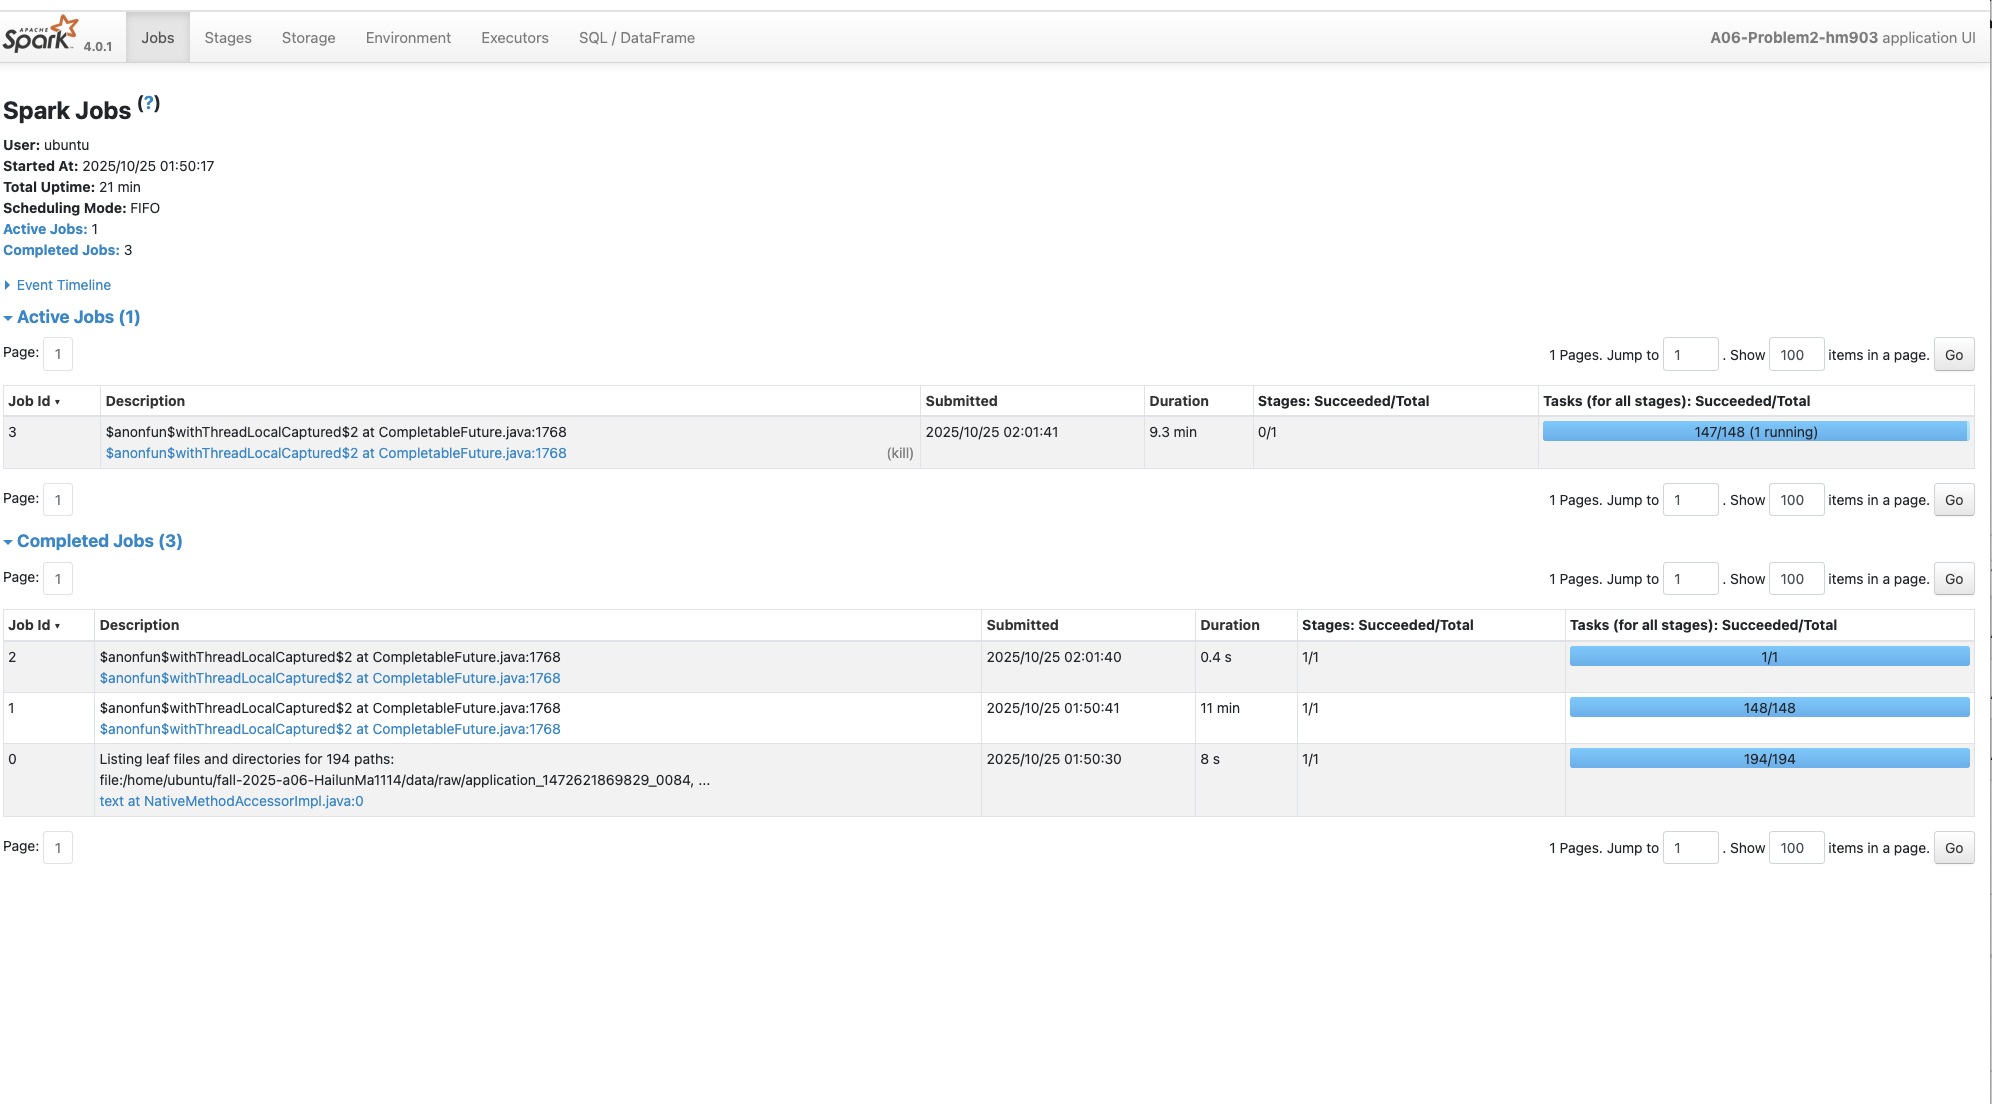 APACHE Spark 4.0.1 Jobs Stages Storage Environment Executors SQL / DataFrame A06-Problem2-hm903 application UI
Spark Jobs (?)
User: ubuntu
Started At: 2025/10/25 01:50:17
Total Uptime: 21 min
Scheduling Mode: FIFO
Active Jobs: 1
Completed Jobs: 3
Event Timeline
Active Jobs (1)
Page: 1 1 Pages. Jump to 1 . Show 100 items in a page. Go
Job Id ▾ Description Submitted Duration Stages: Succeeded/Total Tasks (for all stages): Succeeded/Total
3 $anonfun$withThreadLocalCaptured$2 at CompletableFuture.java:1768 2025/10/25 02:01:41 9.3 min 0/1 147/148 (1 running)
$anonfun$withThreadLocalCaptured$2 at CompletableFuture.java:1768 (kill)
Page: 1 1 Pages. Jump to 1 . Show 100 items in a page. Go
Completed Jobs (3)
Page: 1 1 Pages. Jump to 1 . Show 100 items in a page. Go
Job Id ▾ Description Submitted Duration Stages: Succeeded/Total Tasks (for all stages): Succeeded/Total
2 $anonfun$withThreadLocalCaptured$2 at CompletableFuture.java:1768 2025/10/25 02:01:40 0.4 s 1/1 1/1
$anonfun$withThreadLocalCaptured$2 at CompletableFuture.java:1768
1 $anonfun$withThreadLocalCaptured$2 at CompletableFuture.java:1768 2025/10/25 01:50:41 11 min 1/1 148/148
$anonfun$withThreadLocalCaptured$2 at CompletableFuture.java:1768
0 Listing leaf files and directories for 194 paths: 2025/10/25 01:50:30 8 s 1/1 194/194
file:/home/ubuntu/fall-2025-a06-HailunMa1114/data/raw/application_1472621869829_0084, ...
text at NativeMethodAccessorImpl.java:0
Page: 1 1 Pages. Jump to 1 . Show 100 items in a page. Go